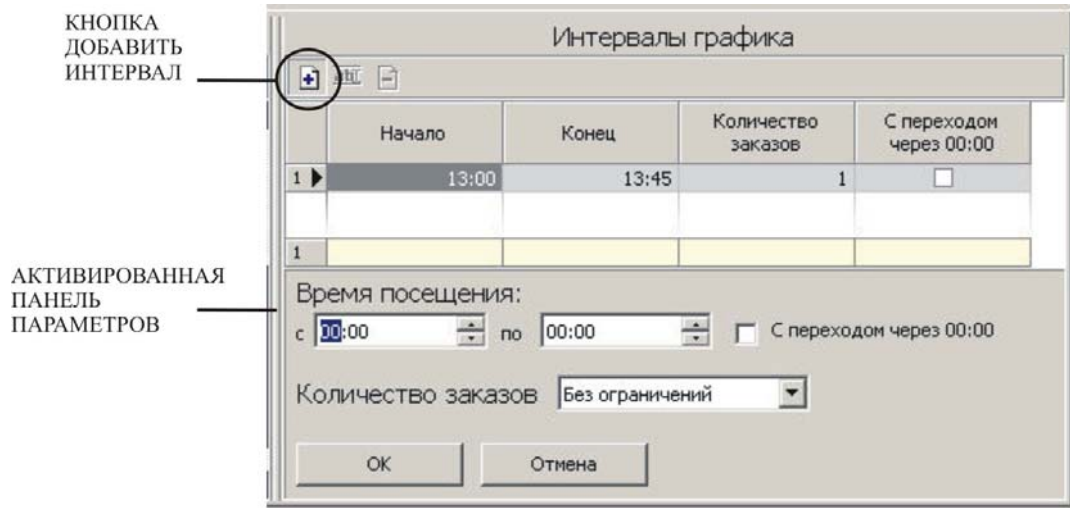 КНОПКА
ДОБАВИТЬ
ИНТЕРВАЛ
Интервалы графика
Начало
Конец
Количество
заказов
С переходом
через 00:00
1 13:00 13:45 1
1
АКТИВИРОВАННАЯ
ПАНЕЛЬ
ПАРАМЕТРОВ
Время посещения:
с 00:00 по 00:00 С переходом через 00:00
Количество заказов Без ограничений
ОК Отмена